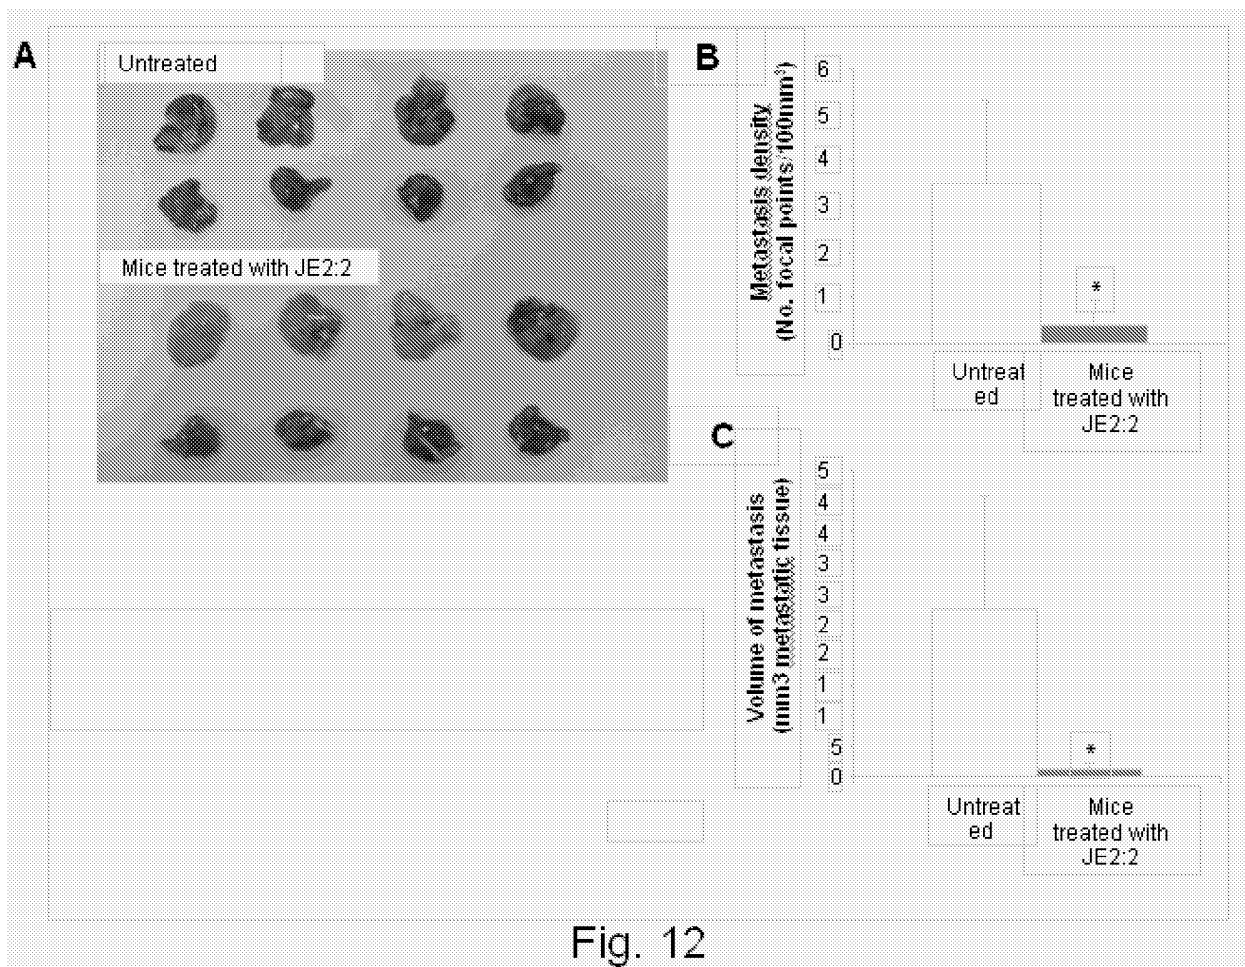 A
Untreated
Mice treated with JE2:2
B
Metastasis density
(No. focal points/100mm³)
6
5
4
3
2
1
0
*
Untreat
ed
Mice
treated with
JE2:2
C
Volume of metastasis
(mm3 metastatic tissue)
5
4
4
3
3
2
2
1
1
5
0
*
Untreat
ed
Mice
treated with
JE2:2
Fig. 12